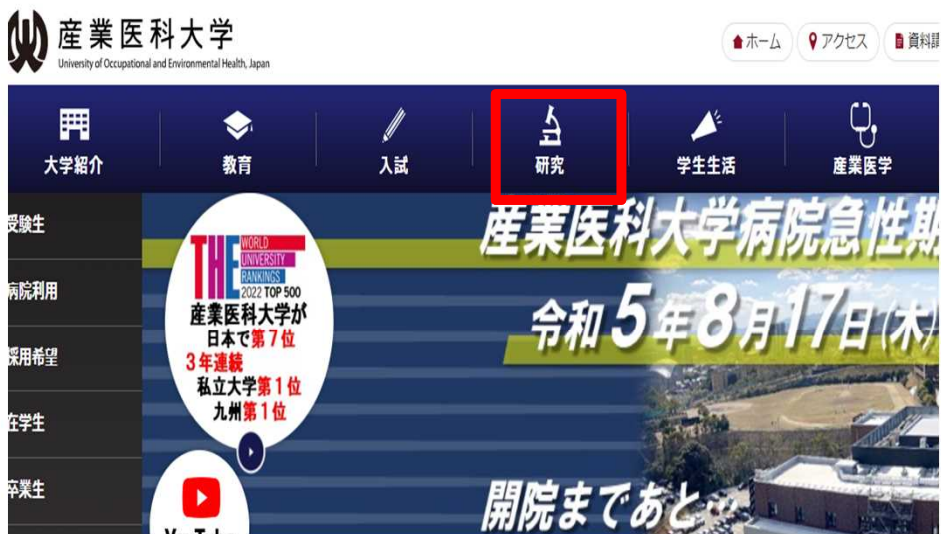 産業医科大学
University of Occupational and Environmental Health, Japan
ホーム
アクセス
資料請
大学紹介
教育
入試
研究
学生生活
産業医学
受験生
病院利用
採用希望
在学生
卒業生
THE WORLD
UNIVERSITY
RANKINGS
2022 TOP 500
産業医科大学が
日本で第7位
3年連続
私立大学第1位
九州第1位
YouTube
産業医科大学病院急性期
令和5年8月17日(木)
開院まであと…